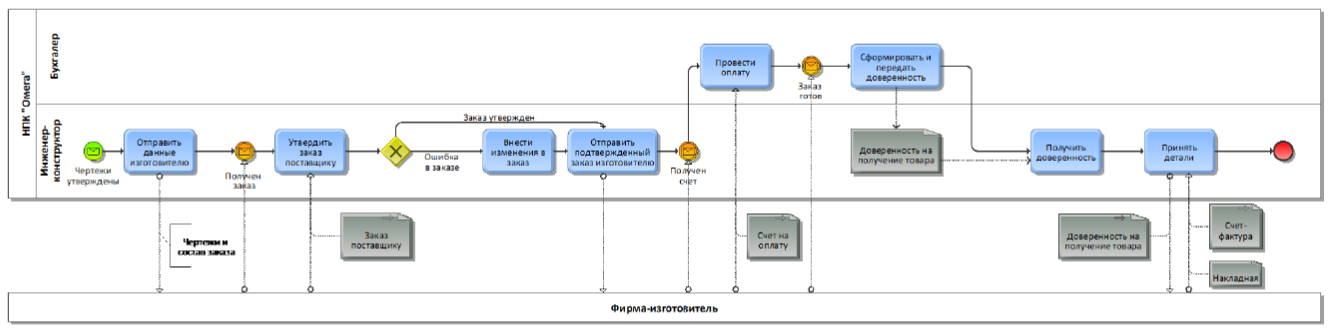 НПК "Омега"
Бухгалтер
Провести
оплату
Заказ
готов
Сформировать и
передать
доверенность
Инженер-
конструктор
Чертежи
утверждены
Отправить
данные
изготовителю
Получен
заказ
Утвердить
заказ
поставщику
Заказ утвержден
Ошибка
в заказе
Внести
изменения в
заказ
Отправить
подтвержденный
заказ изготовителю
Получен
счет
Доверенность на
получение товара
Получить
доверенность
Принять
детали
Чертежи и
состав заказа
Заказ
поставщику
Счет на
оплату
Доверенность на
получение товара
Счет-
фактура
Накладная
Фирма-изготовитель